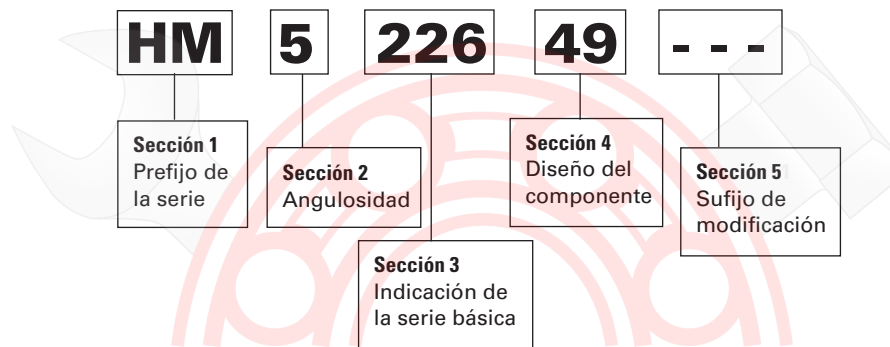 HM 5 226 49 - - -
Sección 1
Prefijo de
la serie
Sección 2
Angulosidad
Sección 3
Indicación de
la serie básica
Sección 4
Diseño del
componente
Sección 5
Sufijo de
modificación